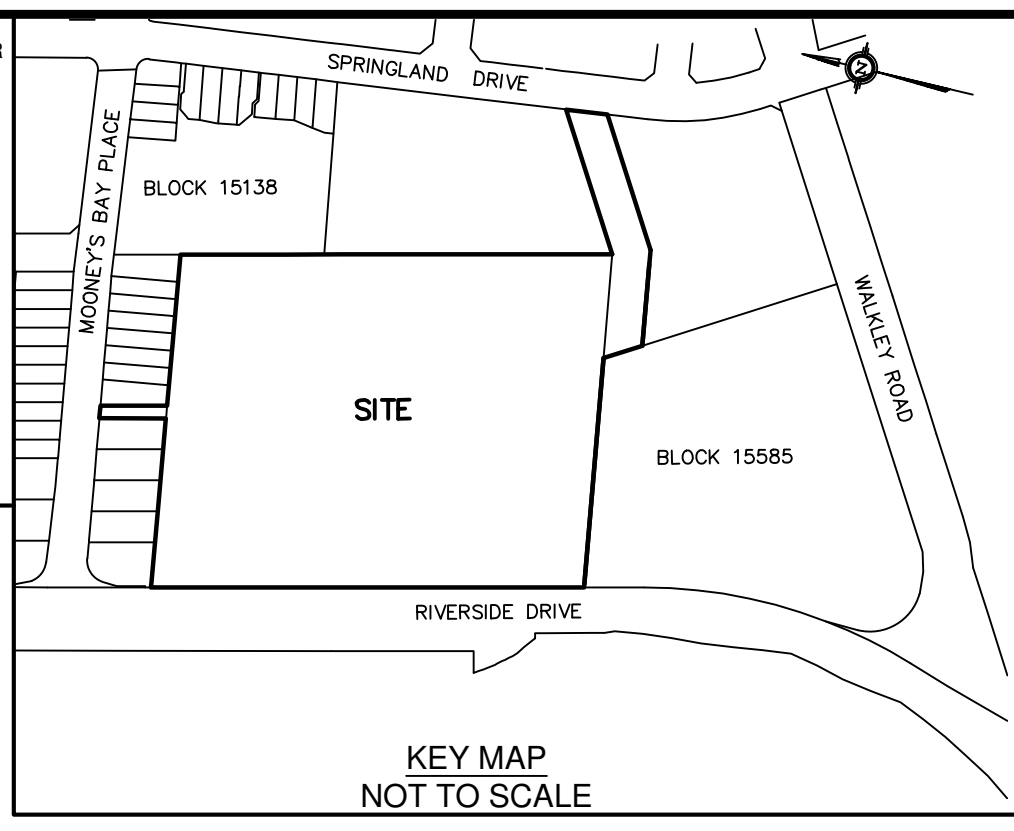 R
SPRINGLAND DRIVE
N
MOONEY'S BAY PLACE
BLOCK 15138
WALKLEY ROAD
SITE
BLOCK 15585
RIVERSIDE DRIVE
KEY MAP
NOT TO SCALE